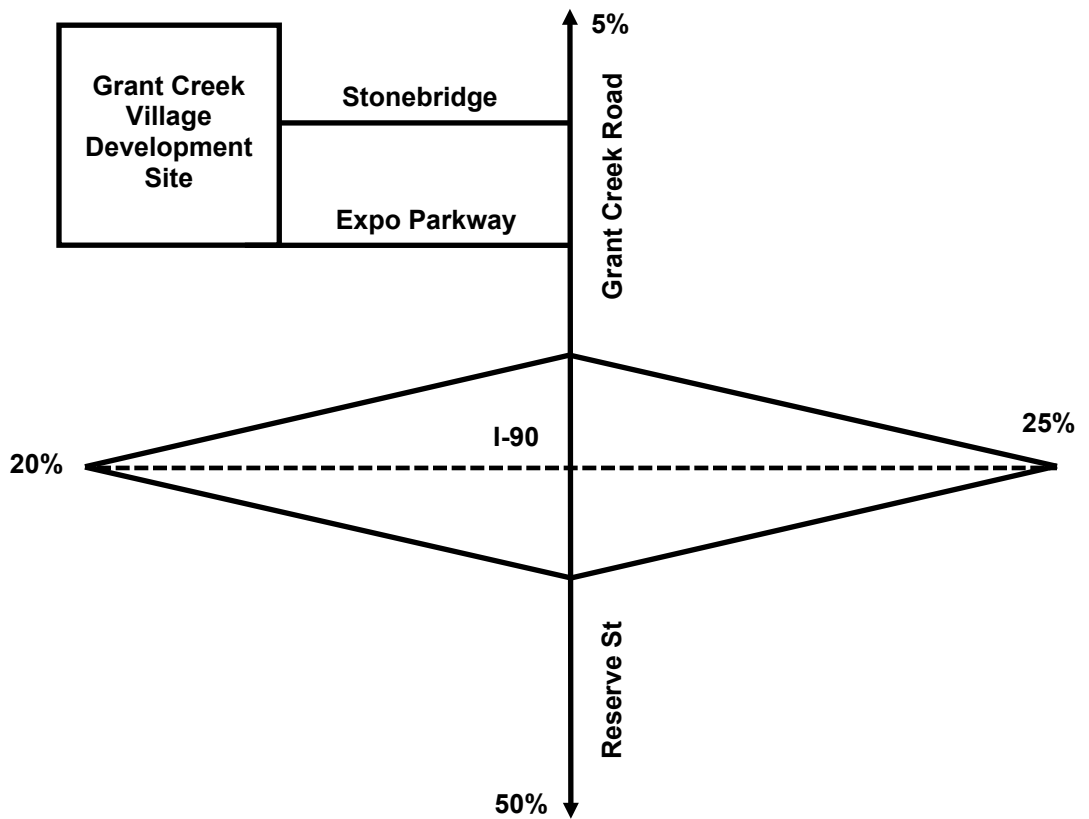 5%
Grant Creek
Village
Development
Site
Stonebridge
Grant Creek Road
Expo Parkway
I-90
25%
20%
Reserve St
50%